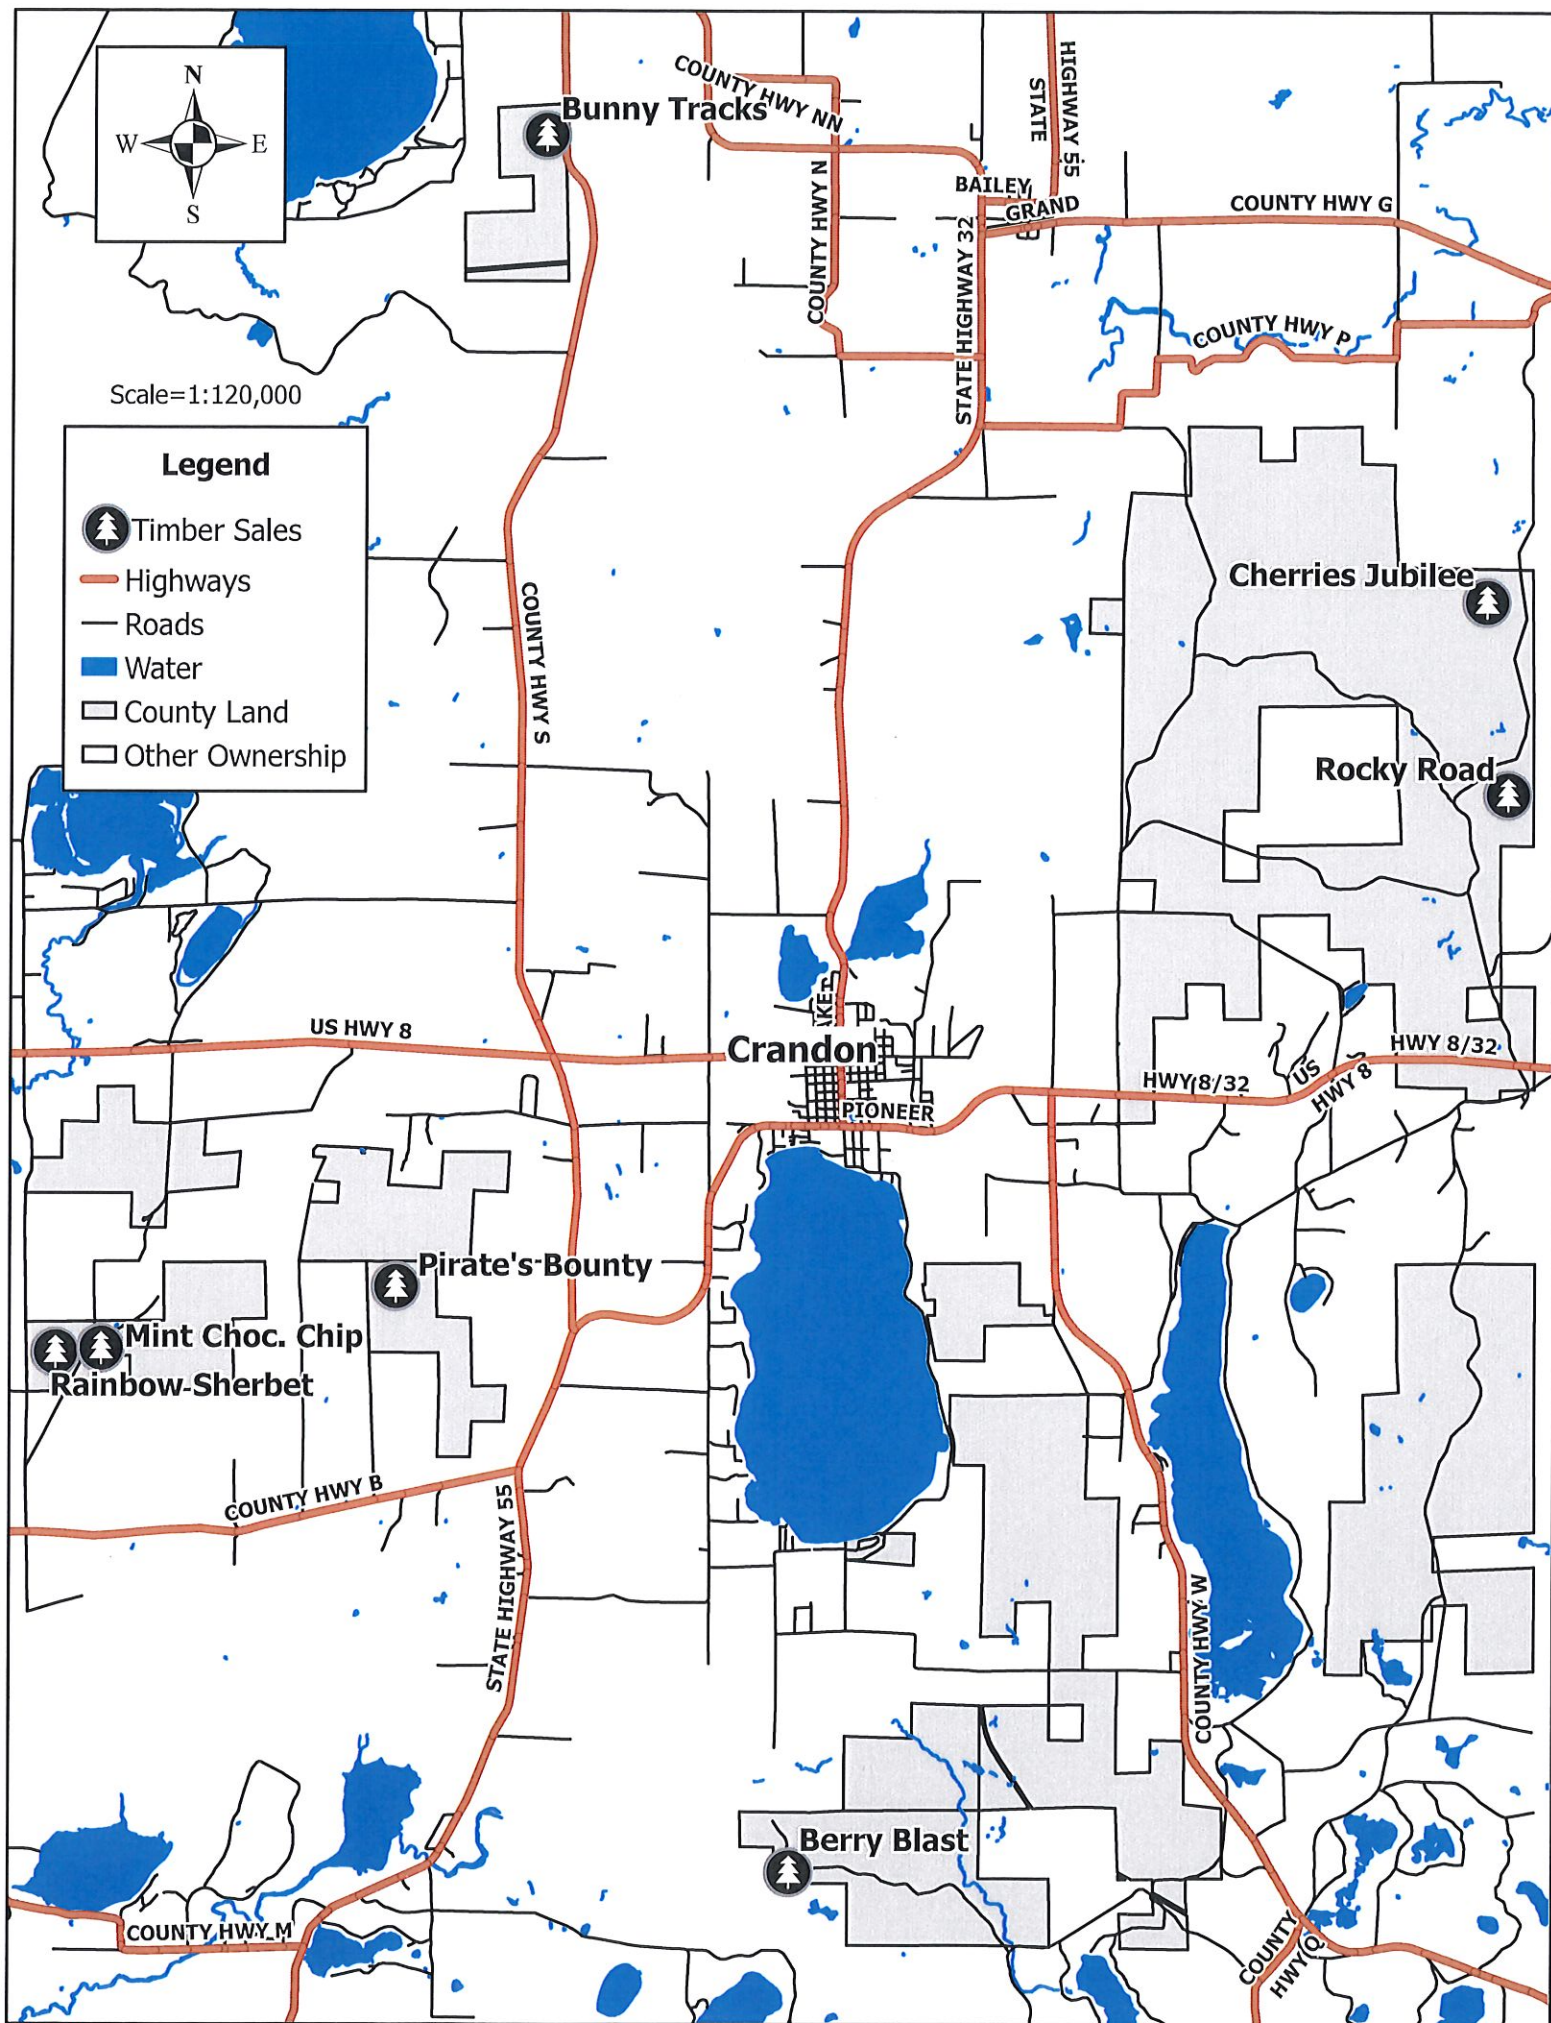 N
W E
S
Scale=1:120,000
Legend
Timber Sales
Highways
Roads
Water
County Land
Other Ownership
COUNTY HWY NN
Bunny Tracks
STATE
HIGHWAY 55
COUNTY HWY N
BAILEY
GRAND
COUNTY HWY G
STATE HIGHWAY 32
COUNTY HWY P
Cherries Jubilee
COUNTY HWY S
Rocky Road
US HWY 8
Crandon
PIONEER
HWY 8/32
US
HWY 8
HWY 8/32
Pirate's Bounty
Mint Choc. Chip
Rainbow Sherbet
COUNTY HWY B
STATE HIGHWAY 55
COUNTY HWY W
Berry Blast
COUNTY HWY M
COUNTY
HWY Q